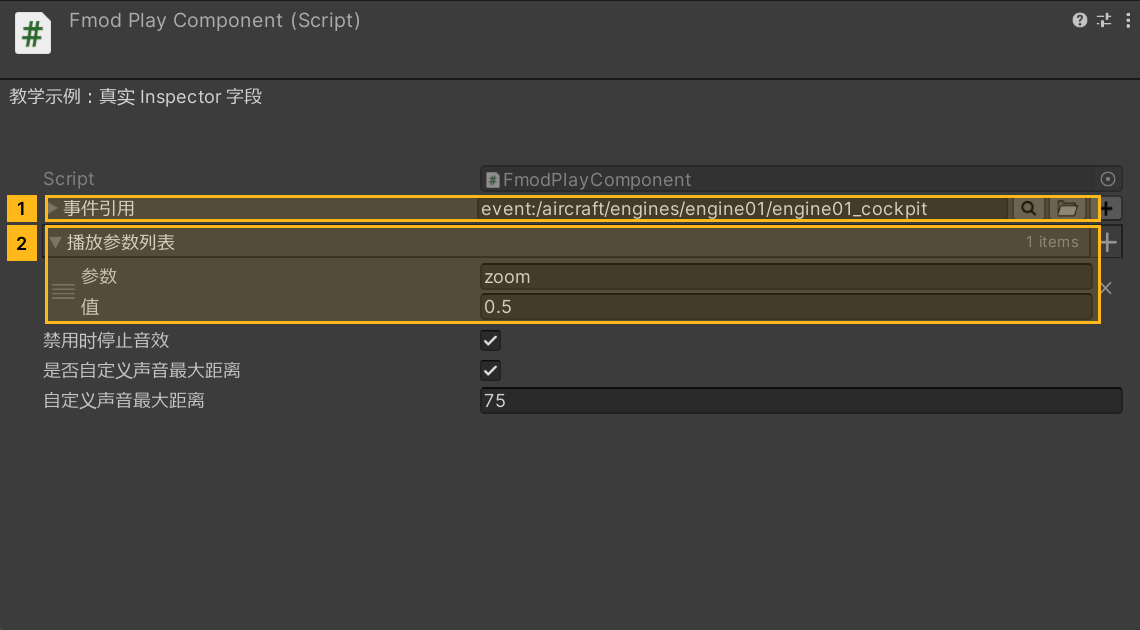 Fmod Play Component (Script)
教学示例：真实 Inspector 字段
Script
FmodPlayComponent
1
事件引用
event:/aircraft/engines/engine01/engine01_cockpit
2
播放参数列表
1 items
参数
zoom
值
0.5
禁用时停止音效
是否自定义声音最大距离
自定义声音最大距离
75